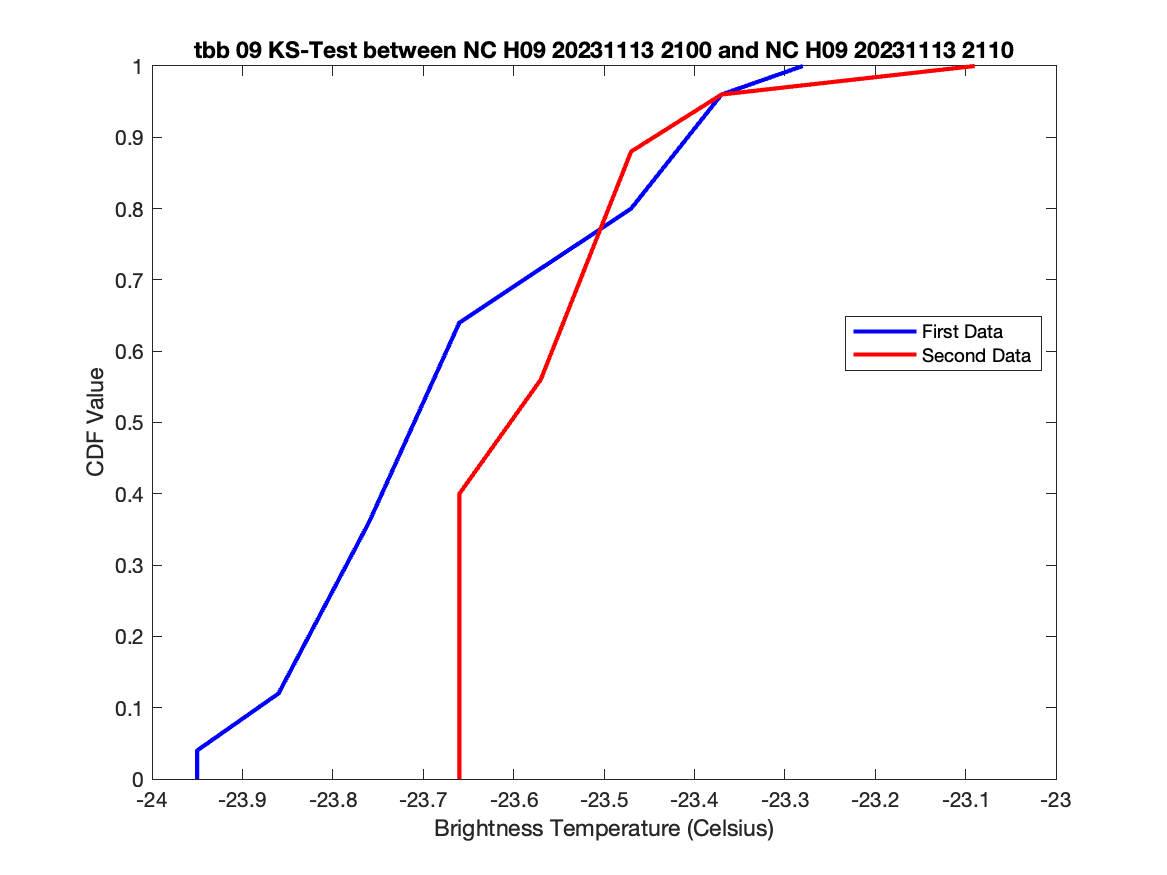 tbb 09 KS-Test between NC H09 20231113 2100 and NC H09 20231113 2110
1
0.9
0.8
0.7
0.6
0.5
0.4
0.3
0.2
0.1
0
CDF Value
First Data
Second Data
-24 -23.9 -23.8 -23.7 -23.6 -23.5 -23.4 -23.3 -23.2 -23.1 -23
Brightness Temperature (Celsius)